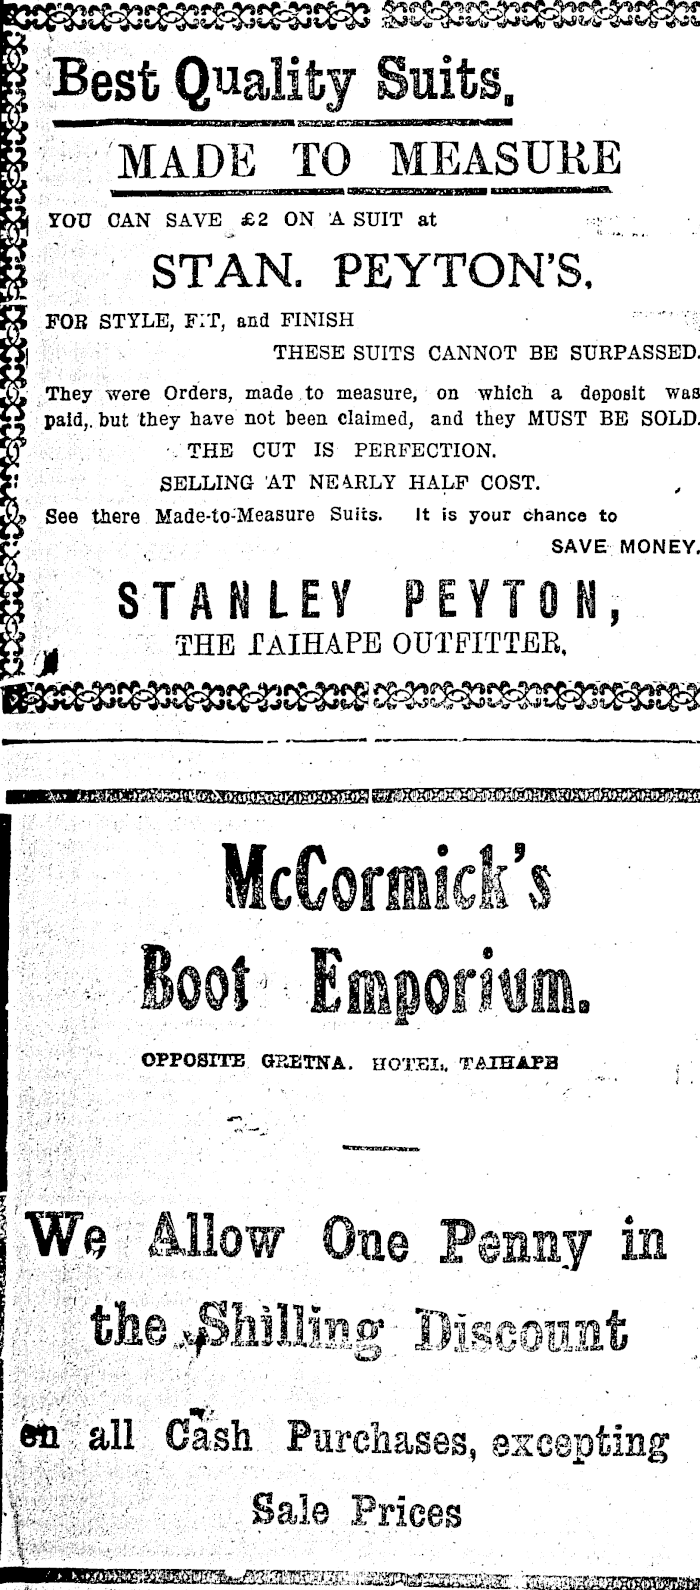 Best Quality Suits,
MADE TO MEASURE
YOU CAN SAVE £2 ON A SUIT at
STAN. PEYTON'S.
FOR STYLE, FIT, and FINISH
THESE SUITS CANNOT BE SURPASSED.
They were Orders, made to measure, on which a deposit was
paid, but they have not been claimed, and they MUST BE SOLD.
THE CUT IS PERFECTION.
SELLING AT NEARLY HALF COST.
See there Made-to-Measure Suits. It is your chance to
SAVE MONEY.
STANLEY PEYTON,
THE TAIHAPE OUTFITTER.
McCormick's
Boot Emporium.
OPPOSITE GRETNA. HOTEL, TAIHAPE
We Allow One Penny in
the Shilling Discount
on all Cash Purchases, excepting
Sale Prices